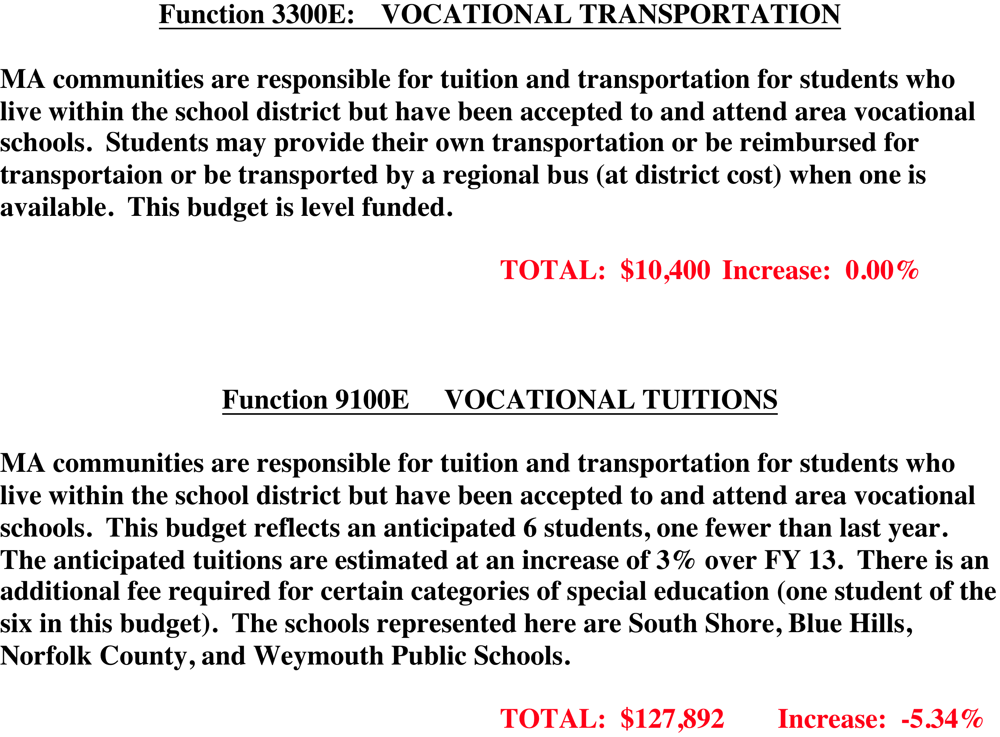 Function 3300E: VOCATIONAL TRANSPORTATION
MA communities are responsible for tuition and transportation for students who
live within the school district but have been accepted to and attend area vocational
schools. Students may provide their own transportation or be reimbursed for
transportaion or be transported by a regional bus (at district cost) when one is
available. This budget is level funded.
TOTAL: $10,400 Increase: 0.00%
Function 9100E VOCATIONAL TUITIONS
MA communities are responsible for tuition and transportation for students who
live within the school district but have been accepted to and attend area vocational
schools. This budget reflects an anticipated 6 students, one fewer than last year.
The anticipated tuitions are estimated at an increase of 3% over FY 13. There is an
additional fee required for certain categories of special education (one student of the
six in this budget). The schools represented here are South Shore, Blue Hills,
Norfolk County, and Weymouth Public Schools.
TOTAL: $127,892 Increase: -5.34%